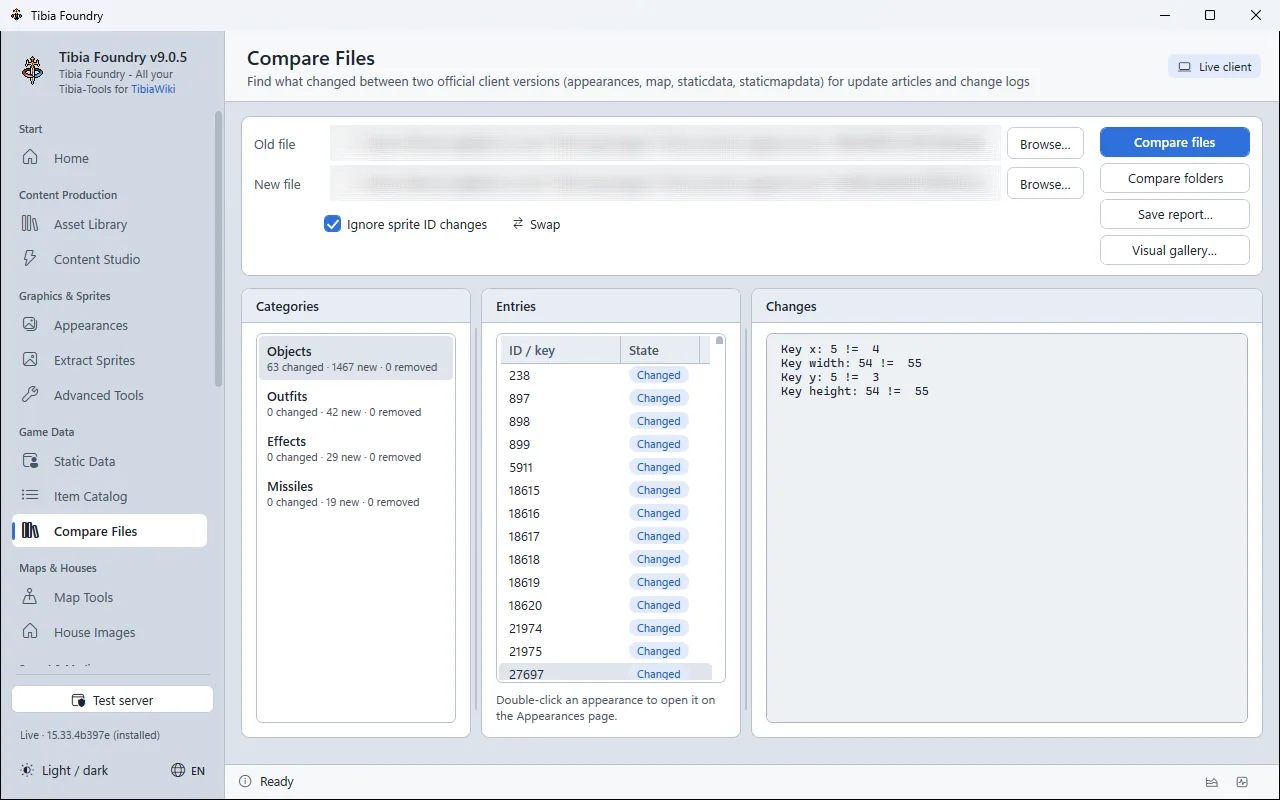 Tibia Foundry
Tibia Foundry v9.0.5
Tibia Foundry - All your
Tibia-Tools for TibiaWiki
Start
Home
Content Production
Asset Library
Content Studio
Graphics & Sprites
Appearances
Extract Sprites
Advanced Tools
Game Data
Static Data
Item Catalog
Compare Files
Maps & Houses
Map Tools
House Images
Test server
Live · 15.33.4b397e (installed)
Light / dark
EN
Compare Files
Find what changed between two official client versions (appearances, map, staticdata, staticmapdata) for update articles and change logs
Live client
Old file
Browse...
New file
Browse...
Ignore sprite ID changes
Swap
Compare files
Compare folders
Save report...
Visual gallery...
Categories
Objects
63 changed · 1467 new · 0 removed
Outfits
0 changed · 42 new · 0 removed
Effects
0 changed · 29 new · 0 removed
Missiles
0 changed · 19 new · 0 removed
Entries
ID / key State
238 Changed
897 Changed
898 Changed
899 Changed
5911 Changed
18615 Changed
18616 Changed
18617 Changed
18618 Changed
18619 Changed
18620 Changed
21974 Changed
21975 Changed
27697 Changed
Double-click an appearance to open it on
the Appearances page.
Changes
Key x: 5 !=  4
Key width: 54 !=  55
Key y: 5 !=  3
Key height: 54 !=  55
Ready